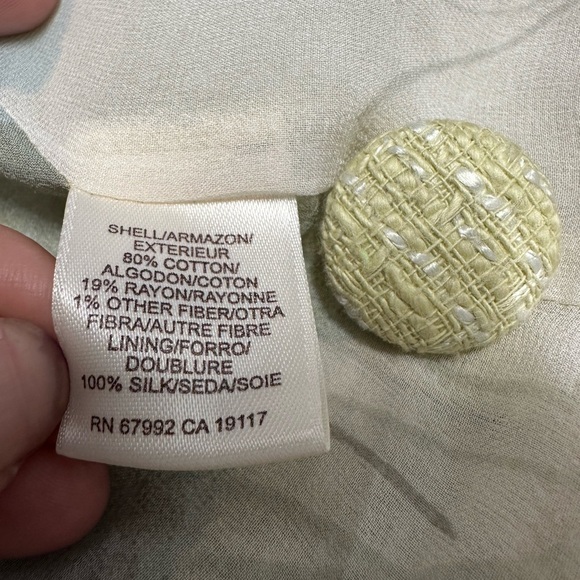 SHELL/ARMAZON/
EXTERIEUR
80% COTTON/
ALGODON/COTON
19% RAYON/RAYONNE
1% OTHER FIBER/OTRA
FIBRA/AUTRE FIBRE
LINING/FORRO/
DOUBLURE
100% SILK/SEDA/SOIE
RN 67992 CA 19117